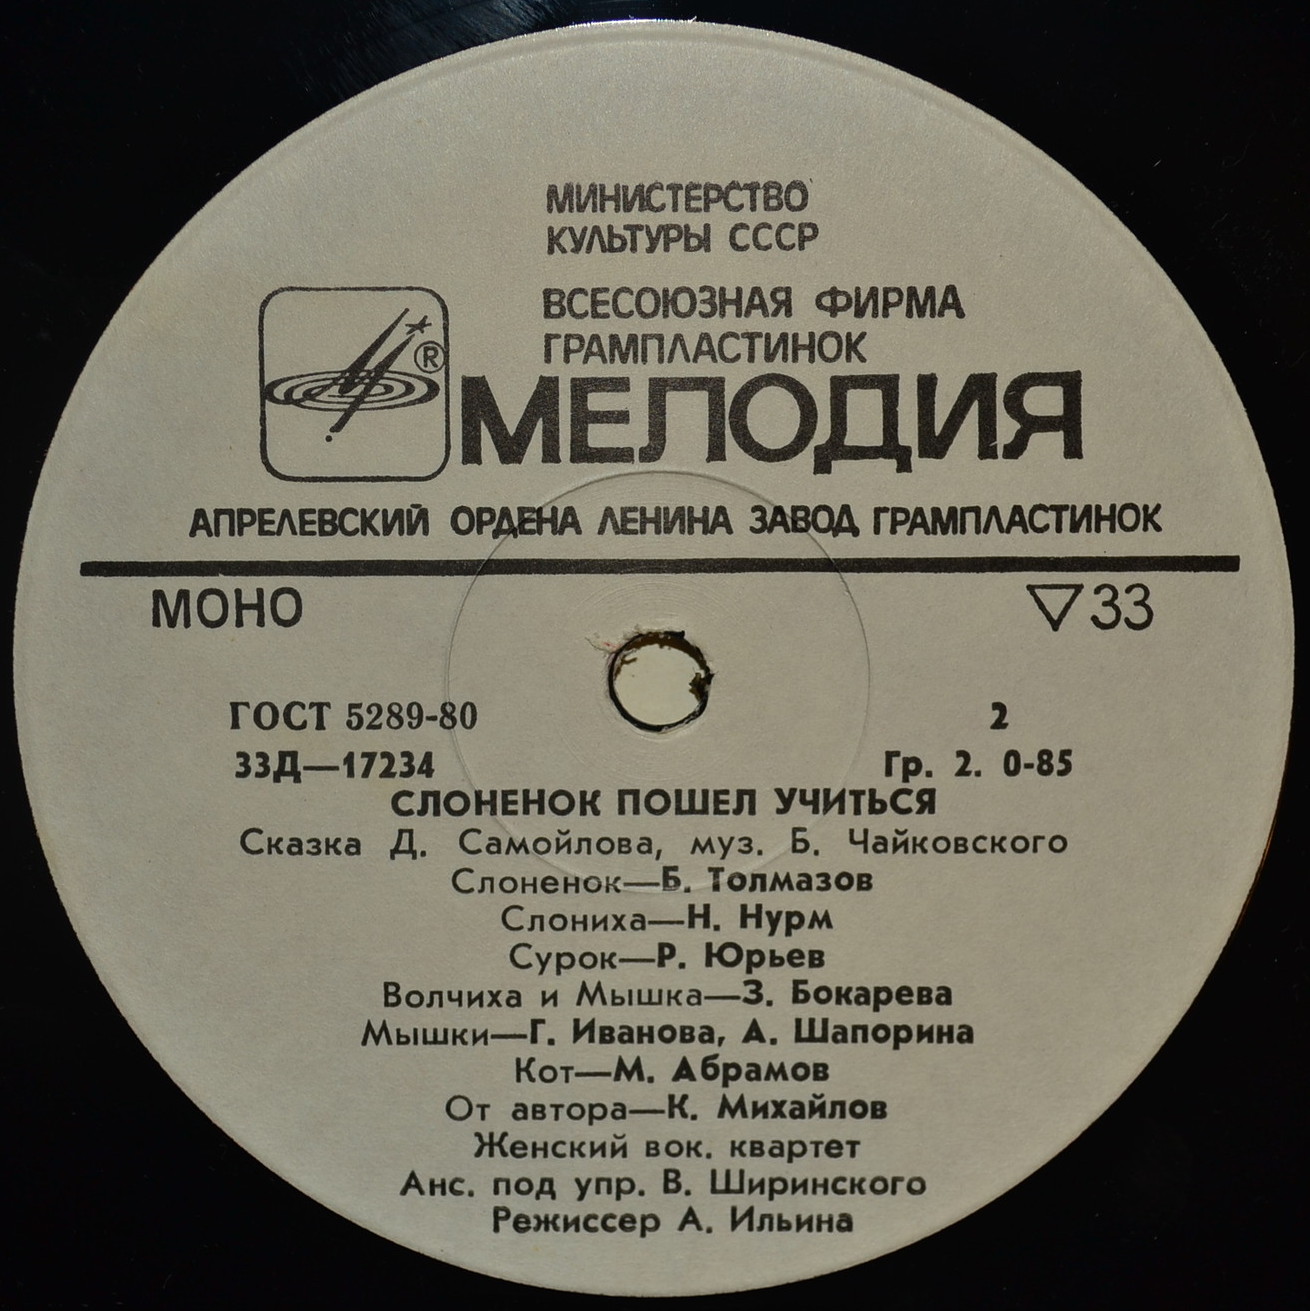 МИНИСТЕРСТВО
КУЛЬТУРЫ СССР
ВСЕСОЮЗНАЯ ФИРМА
ГРАМПЛАСТИНОК
®
МЕЛОДИЯ
АПРЕЛЕВСКИЙ ОРДЕНА ЛЕНИНА ЗАВОД ГРАМПЛАСТИНОК
МОНО ▽33
ГОСТ 5289-80 2
33Д—17234 Гр. 2. 0-85
СЛОНЕНОК ПОШЕЛ УЧИТЬСЯ
Сказка Д. Самойлова, муз. Б. Чайковского
Слоненок—Б. Толмазов
Слониха—Н. Нурм
Сурок—Р. Юрьев
Волчиха и Мышка—З. Бокарева
Мышки—Г. Иванова, А. Шапорина
Кот—М. Абрамов
От автора—К. Михайлов
Женский вок. квартет
Анс. под упр. В. Ширинского
Режиссер А. Ильина